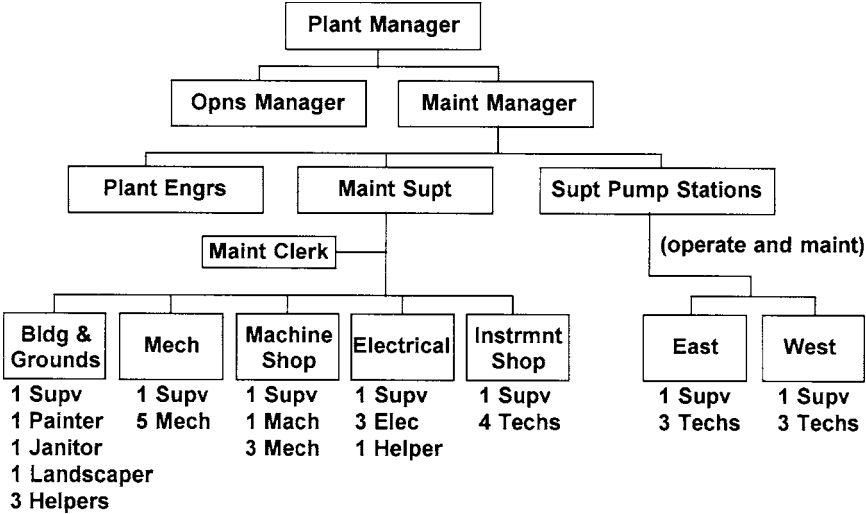 Plant Manager
Opns Manager
Maint Manager
Plant Engrs
Maint Supt
Supt Pump Stations
Maint Clerk
(operate and maint)
Bldg &
Grounds
1 Supv
1 Painter
1 Janitor
1 Landscaper
3 Helpers
Mech
1 Supv
5 Mech
Machine
Shop
1 Supv
1 Mach
3 Mech
Electrical
1 Supv
3 Elec
1 Helper
Instrmnt
Shop
1 Supv
4 Techs
East
1 Supv
3 Techs
West
1 Supv
3 Techs